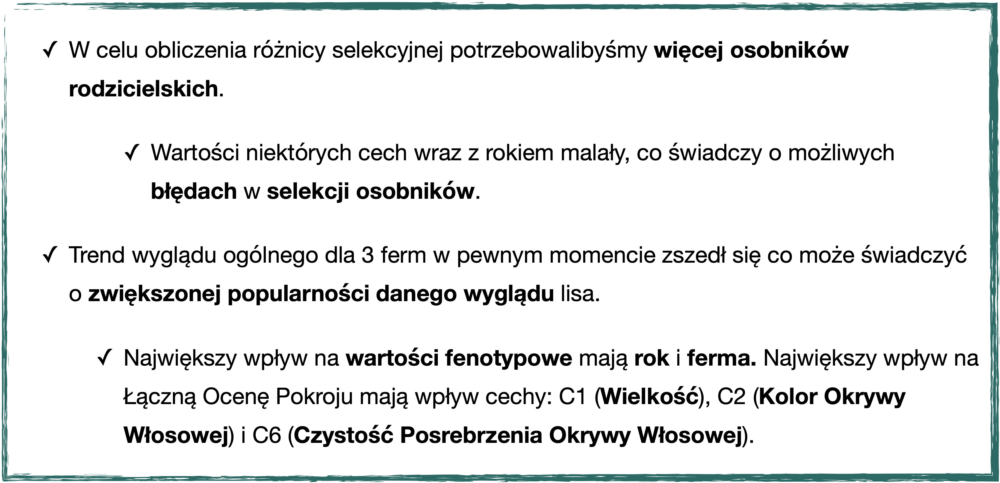 ✓ W celu obliczenia różnicy selekcyjnej potrzebowalibyśmy więcej osobników
rodzicielskich.
✓ Wartości niektórych cech wraz z rokiem malały, co świadczy o możliwych
błędach w selekcji osobników.
✓ Trend wyglądu ogólnego dla 3 ferm w pewnym momencie zszedł się co może świadczyć
o zwiększonej popularności danego wyglądu lisa.
✓ Największy wpływ na wartości fenotypowe mają rok i ferma. Największy wpływ na
Łączną Ocenę Pokroju mają wpływ cechy: C1 (Wielkość), C2 (Kolor Okrywy
Włosowej) i C6 (Czystość Posrebrzenia Okrywy Włosowej).